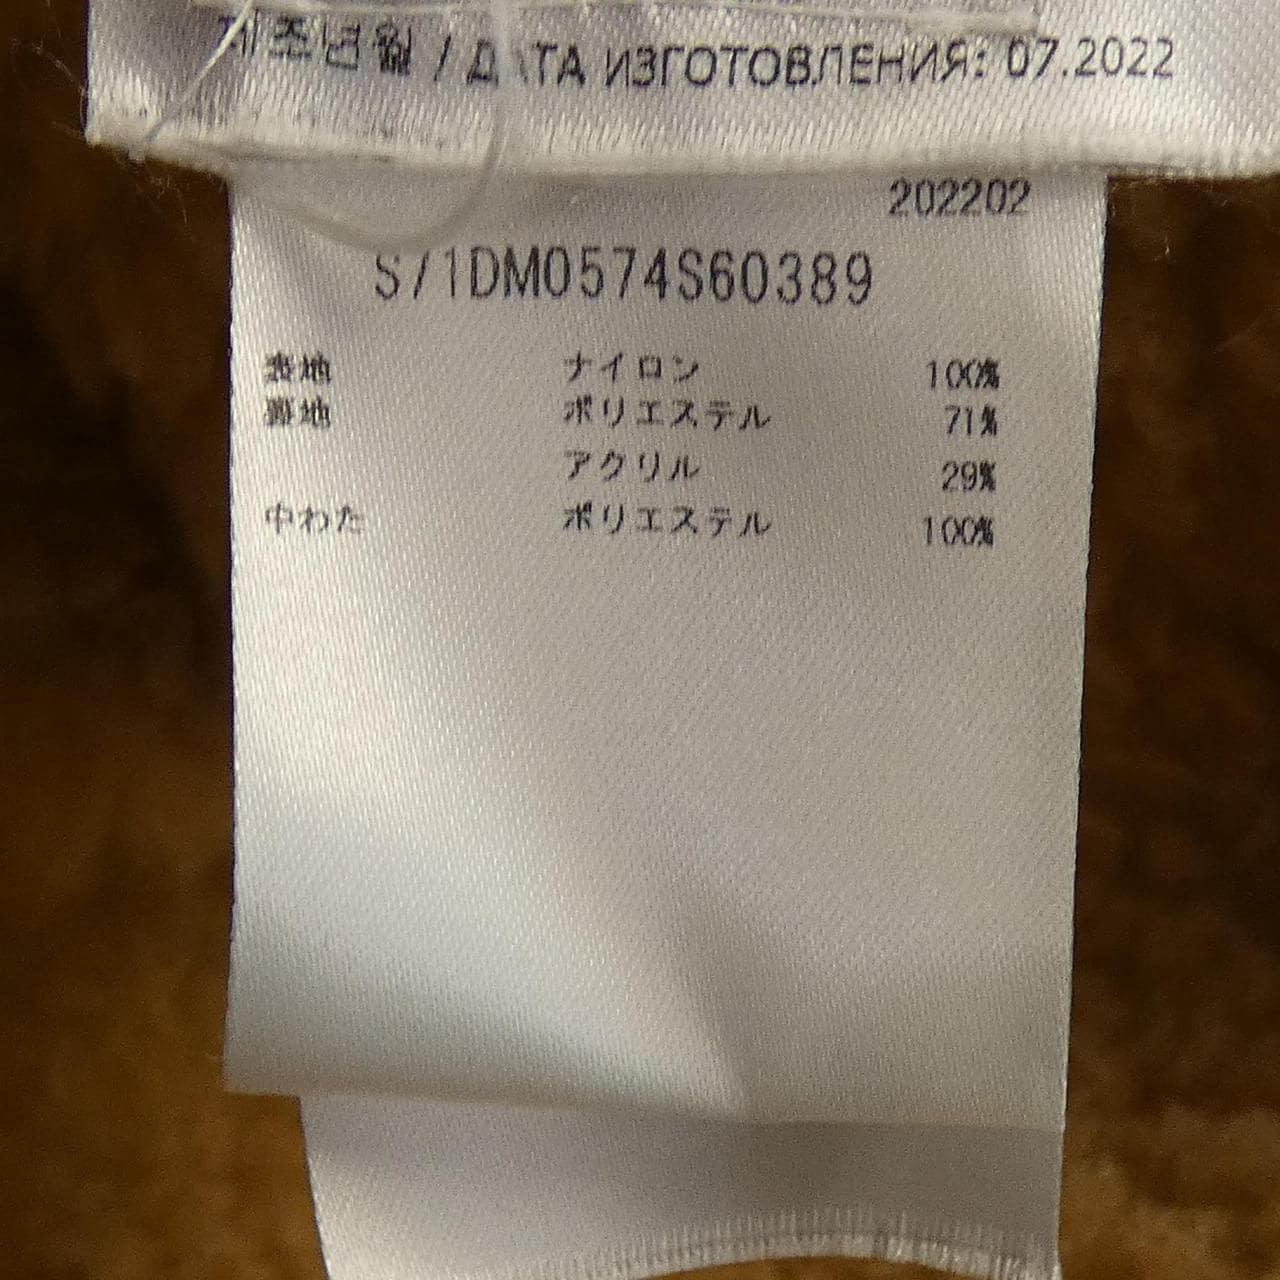 제조년월 / ДАТА ИЗГОТОВЛЕНИЯ: 07.2022
202202
S71DM0574S60389
表地 ナイロン 100%
裏地 ポリエステル 71%
アクリル 29%
中わた ポリエステル 100%